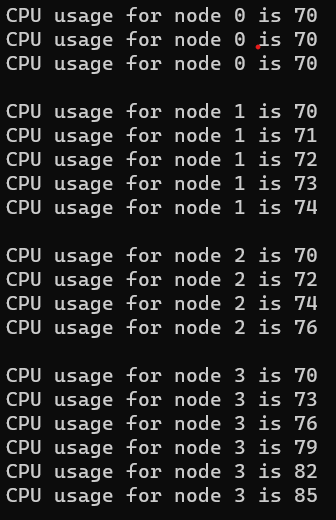 CPU usage for node 0 is 70
CPU usage for node 0 is 70
CPU usage for node 0 is 70
CPU usage for node 1 is 70
CPU usage for node 1 is 71
CPU usage for node 1 is 72
CPU usage for node 1 is 73
CPU usage for node 1 is 74
CPU usage for node 2 is 70
CPU usage for node 2 is 72
CPU usage for node 2 is 74
CPU usage for node 2 is 76
CPU usage for node 3 is 70
CPU usage for node 3 is 73
CPU usage for node 3 is 76
CPU usage for node 3 is 79
CPU usage for node 3 is 82
CPU usage for node 3 is 85